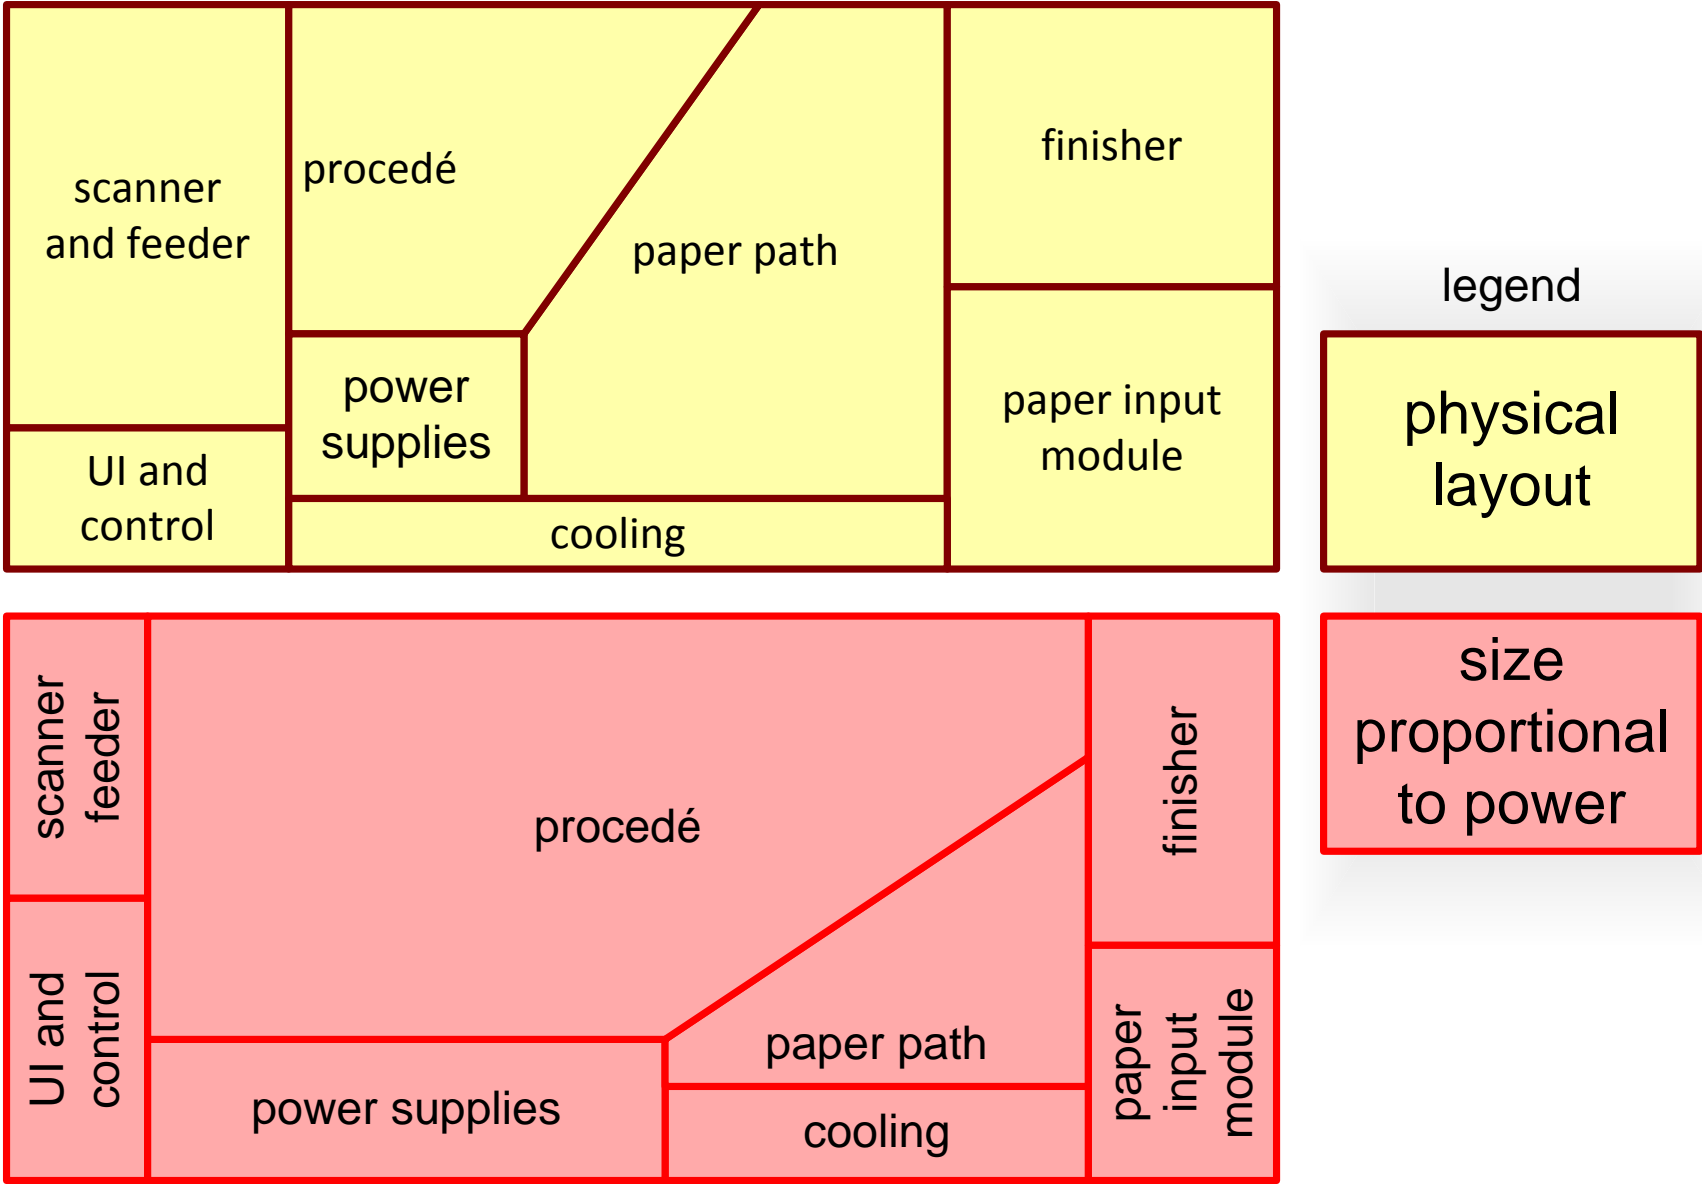 scanner
and feeder
procedé
paper path
finisher
power
supplies
paper input
module
UI and
control
cooling
legend
physical
layout
scanner
feeder
procedé
finisher
UI and
control
power supplies
paper path
cooling
paper
input
module
size
proportional
to power